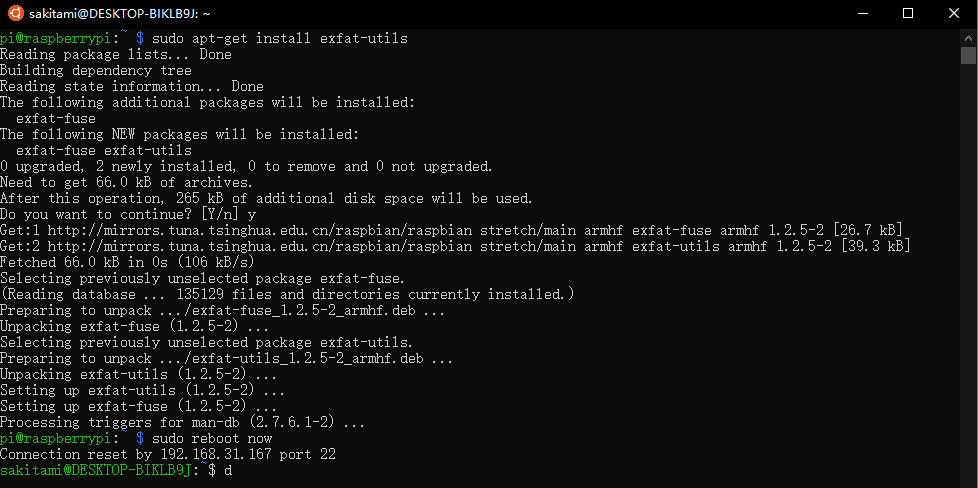 sakitami@DESKTOP-BIKLB9J: ~
pi@raspberrypi:~ $ sudo apt-get install exfat-utils
Reading package lists... Done
Building dependency tree
Reading state information... Done
The following additional packages will be installed:
  exfat-fuse
The following NEW packages will be installed:
  exfat-fuse exfat-utils
0 upgraded, 2 newly installed, 0 to remove and 0 not upgraded.
Need to get 66.0 kB of archives.
After this operation, 265 kB of additional disk space will be used.
Do you want to continue? [Y/n] y
Get:1 http://mirrors.tuna.tsinghua.edu.cn/raspbian/raspbian stretch/main armhf exfat-fuse armhf 1.2.5-2 [26.7 kB]
Get:2 http://mirrors.tuna.tsinghua.edu.cn/raspbian/raspbian stretch/main armhf exfat-utils armhf 1.2.5-2 [39.3 kB]
Fetched 66.0 kB in 0s (106 kB/s)
Selecting previously unselected package exfat-fuse.
(Reading database ... 135129 files and directories currently installed.)
Preparing to unpack .../exfat-fuse_1.2.5-2_armhf.deb ...
Unpacking exfat-fuse (1.2.5-2) ...
Selecting previously unselected package exfat-utils.
Preparing to unpack .../exfat-utils_1.2.5-2_armhf.deb ...
Unpacking exfat-utils (1.2.5-2) ...
Setting up exfat-utils (1.2.5-2) ...
Setting up exfat-fuse (1.2.5-2) ...
Processing triggers for man-db (2.7.6.1-2) ...
pi@raspberrypi:~ $ sudo reboot now
Connection reset by 192.168.31.167 port 22
sakitami@DESKTOP-BIKLB9J:~$ d